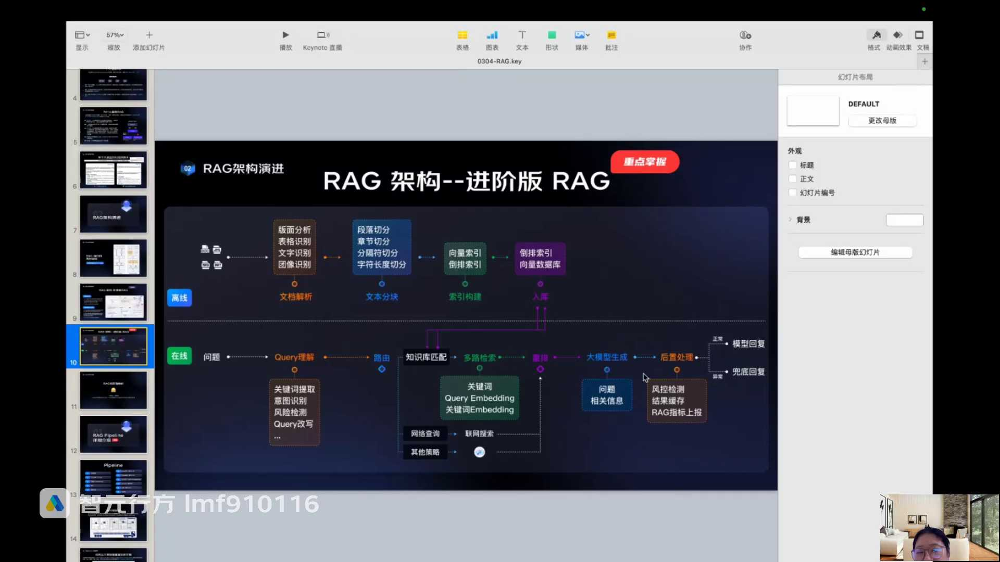 57%
显示
缩放
添加幻灯片
播放
Keynote 直播
表格
图表
文本
形状
媒体
批注
协作
格式
动画效果
文稿
0304-RAG.key
幻灯片布局
DEFAULT
更改母版
外观
标题
正文
幻灯片编号
背景
编辑母版幻灯片
4
5
6
7
RAG架构演进
8
9
10
11
12
RAG Pipeline
详细介绍
13
Pipeline
14
02
RAG架构演进
RAG 架构--进阶版 RAG
重点掌握
版面分析
表格识别
文字识别
团像识别
段落切分
章节切分
分隔符切分
字符长度切分
向量索引
倒排索引
倒排索引
向量数据库
离线
文档解析
文本分块
索引构建
入库
在线
问题
Query理解
路由
知识库匹配
多路检索
重排
大模型生成
后置处理
正常
模型回复
异常
兜底回复
关键词提取
意图识别
风险检测
Query改写
...
关键词
Query Embedding
关键词Embedding
问题
相关信息
风控检测
结果缓存
RAG指标上报
网络查询
联网搜索
其他策略
智元行方 lmf910116